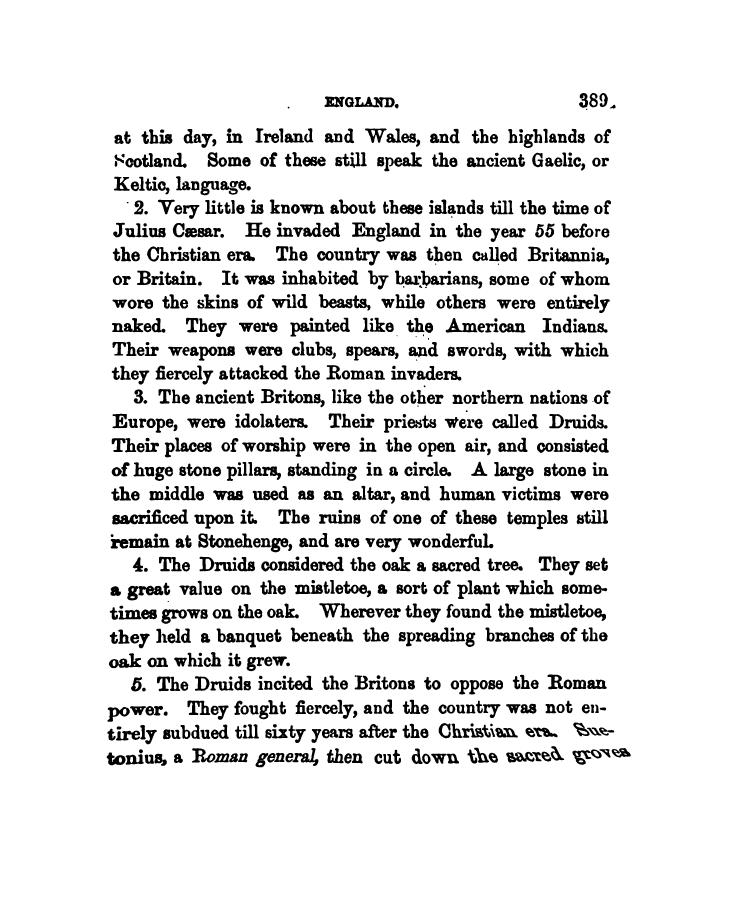 ENGLAND. 389
at this day, in Ireland and Wales, and the highlands of
Scotland. Some of these still speak the ancient Gaelic, or
Keltic, language.
2. Very little is known about these islands till the time of
Julius Cæsar. He invaded England in the year 55 before
the Christian era. The country was then called Britannia,
or Britain. It was inhabited by barbarians, some of whom
wore the skins of wild beasts, while others were entirely
naked. They were painted like the American Indians.
Their weapons were clubs, spears, and swords, with which
they fiercely attacked the Roman invaders.
3. The ancient Britons, like the other northern nations of
Europe, were idolaters. Their priests were called Druids.
Their places of worship were in the open air, and consisted
of huge stone pillars, standing in a circle. A large stone in
the middle was used as an altar, and human victims were
sacrificed upon it. The ruins of one of these temples still
remain at Stonehenge, and are very wonderful.
4. The Druids considered the oak a sacred tree. They set
a great value on the mistletoe, a sort of plant which some-
times grows on the oak. Wherever they found the mistletoe,
they held a banquet beneath the spreading branches of the
oak on which it grew.
5. The Druids incited the Britons to oppose the Roman
power. They fought fiercely, and the country was not en-
tirely subdued till sixty years after the Christian era. Sue-
tonius, a Roman general, then cut down the sacred groves